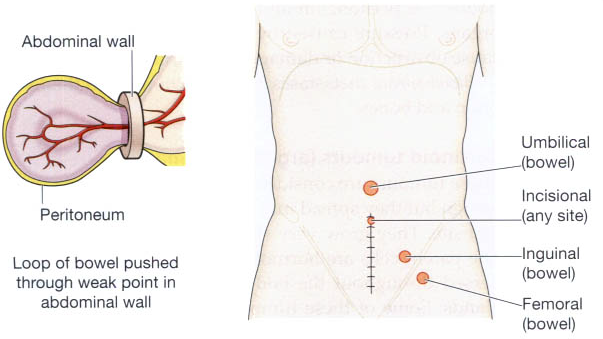 Abdominal wall
Peritoneum
Loop of bowel pushed
through weak point in
abdominal wall
Umbilical
(bowel)
Incisional
(any site)
Inguinal
(bowel)
Femoral
(bowel)